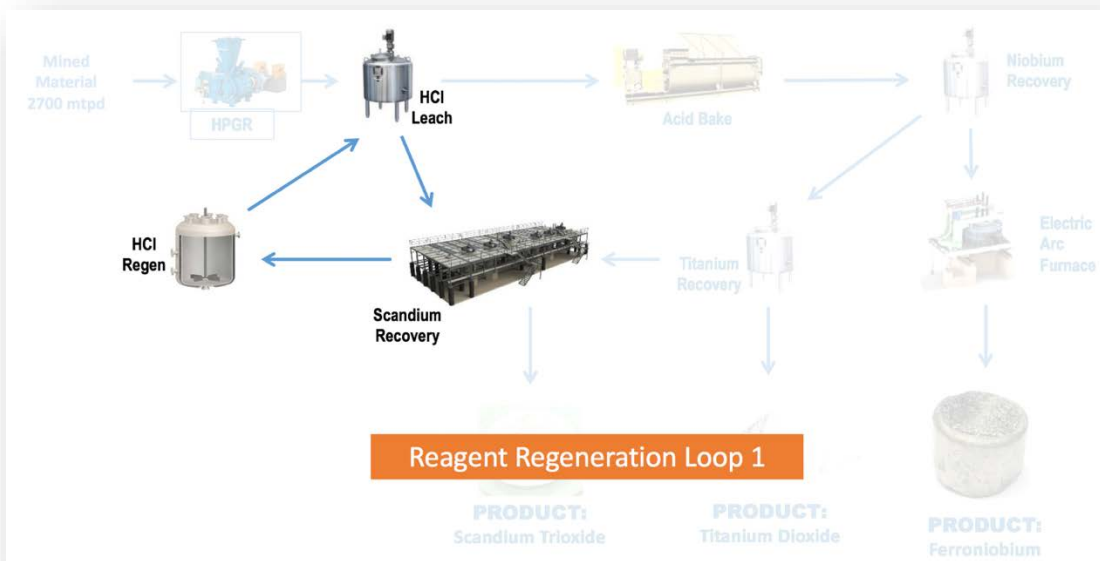 Mined
Material
2700 mtpd
HPGR
HCl
Leach
Acid Bake
Niobium
Recovery
HCl
Regen
Scandium
Recovery
Titanium
Recovery
Electric
Arc
Furnace
Reagent Regeneration Loop 1
PRODUCT:
Scandium Trioxide
PRODUCT:
Titanium Dioxide
PRODUCT:
Ferroniobium